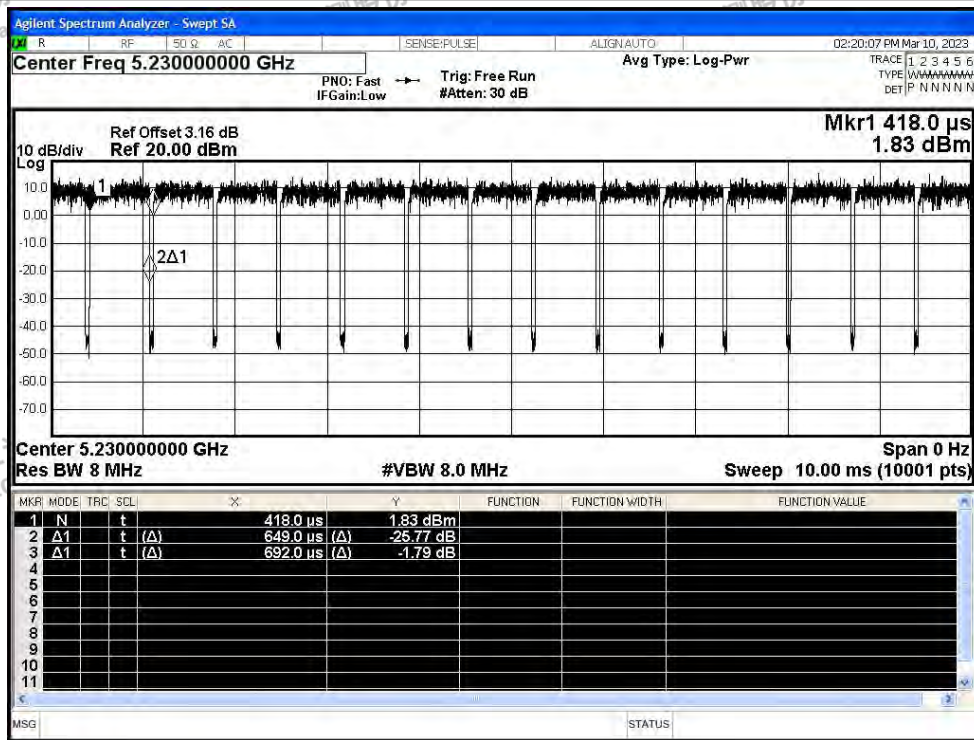 Agilent Spectrum Analyzer - Swept SA
R RF 50 Ω AC SENSE:PULSE ALIGN AUTO 02:20:07 PM Mar 10, 2023
Center Freq 5.230000000 GHz Avg Type: Log-Pwr TRACE 1 2 3 4 5 6
PNO: Fast Trig: Free Run TYPE
IFGain:Low #Atten: 30 dB DET P N N N N N
Mkr1 418.0 µs
Ref Offset 3.16 dB
10 dB/div Ref 20.00 dBm 1.83 dBm
Log
10.0
0.00
-10.0
-20.0
-30.0
-40.0
-50.0
-60.0
-70.0
1
2Δ1
Center 5.230000000 GHz Span 0 Hz
Res BW 8 MHz #VBW 8.0 MHz Sweep 10.00 ms (10001 pts)
MKR MODE TRC SCL X Y FUNCTION FUNCTION WIDTH FUNCTION VALUE
1 N t 418.0 µs 1.83 dBm
2 Δ1 t (Δ) 649.0 µs (Δ) -25.77 dB
3 Δ1 t (Δ) 692.0 µs (Δ) -1.79 dB
4
5
6
7
8
9
10
11
MSG STATUS